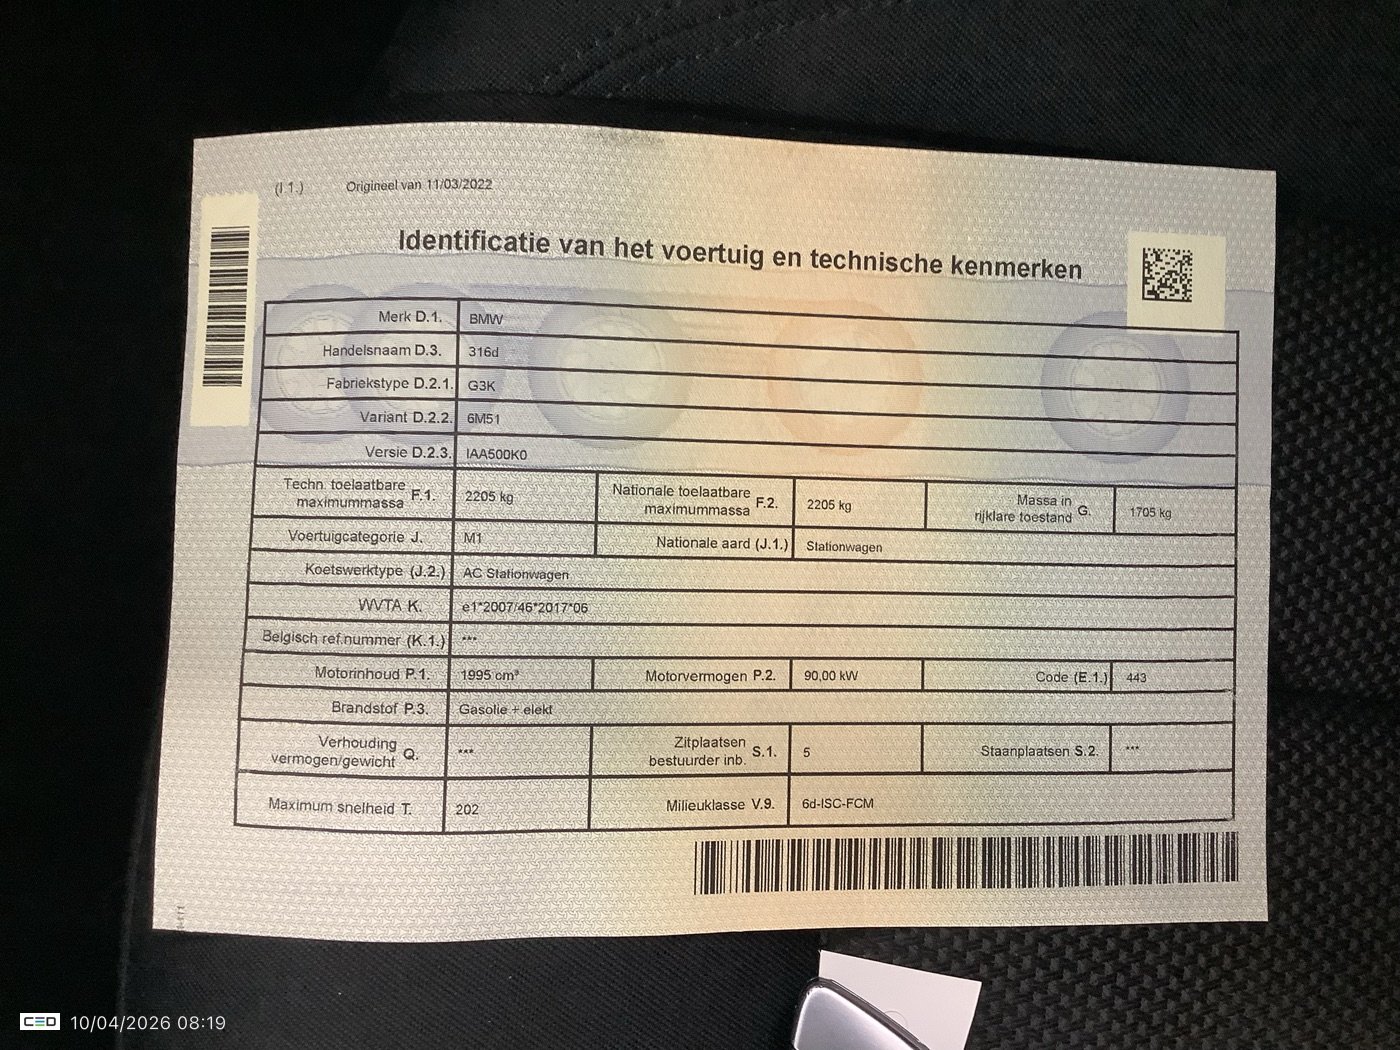 (I 1.) Origineel van 11/03/2022
Identificatie van het voertuig en technische kenmerken
Merk D.1. BMW
Handelsnaam D.3. 316d
Fabriekstype D.2.1. G3K
Variant D.2.2. 6M51
Versie D.2.3. IAA500K0
Techn. toelaatbare maximummassa F.1. 2205 kg Nationale toelaatbare maximummassa F.2. 2205 kg Massa in rijklare toestand G. 1705 kg
Voertuigcategorie J. M1 Nationale aard (J.1.) Stationwagen
Koetswerktype (J.2.) AC Stationwagen
WVTA K. e1*2007/46*2017*06
Belgisch ref.nummer (K.1.) ***
Motorinhoud P.1. 1995 cm³ Motorvermogen P.2. 90,00 kW Code (E.1.) 443
Brandstof P.3. Gasolie + elekt
Verhouding vermogen/gewicht Q. *** Zitplaatsen bestuurder inb. S.1. 5 Staanplaatsen S.2. ***
Maximum snelheid T. 202 Milieuklasse V.9. 6d-ISC-FCM
CED 10/04/2026 08:19